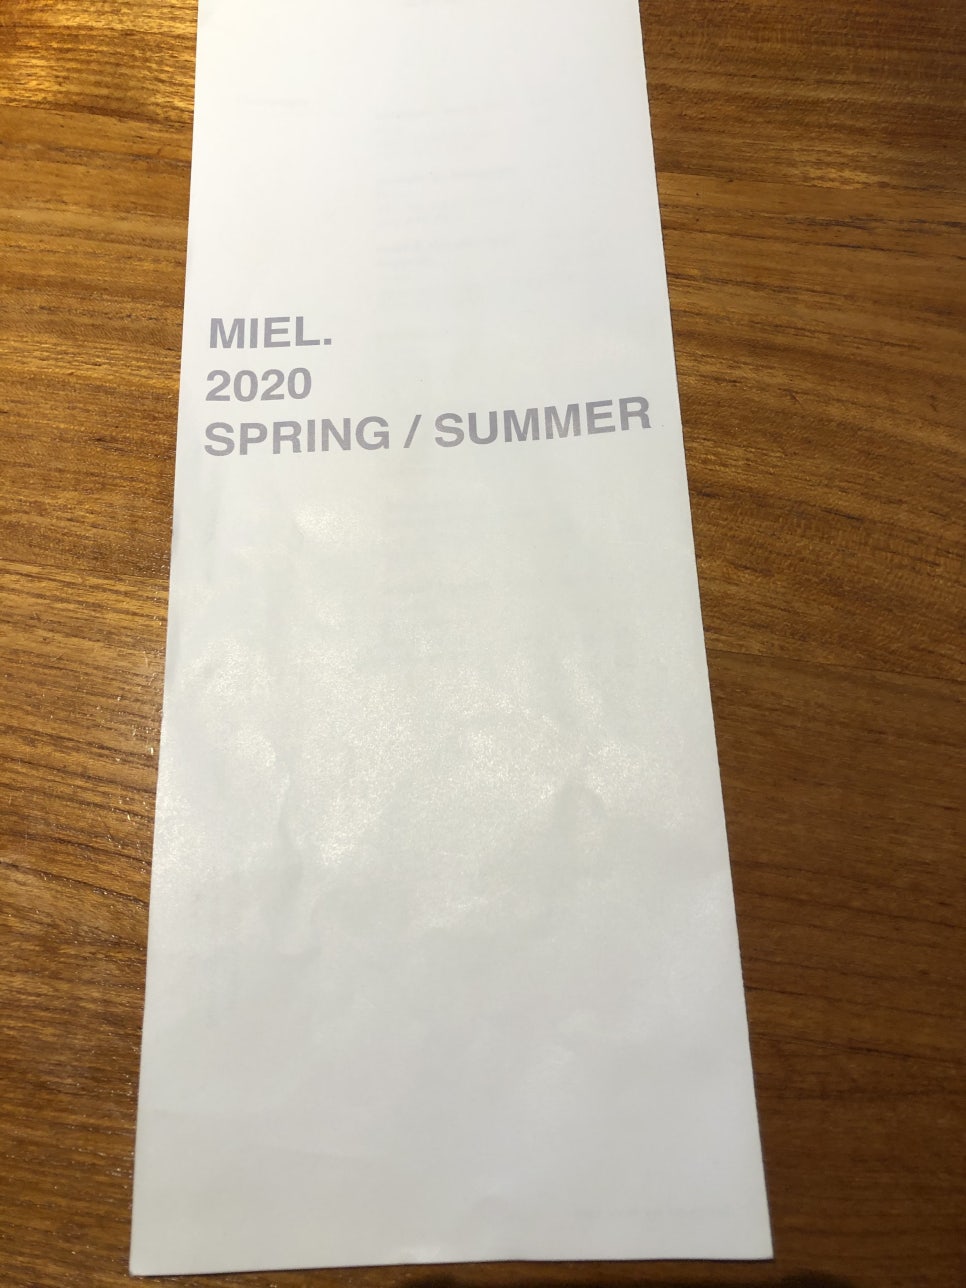 MIEL.
2020
SPRING / SUMMER